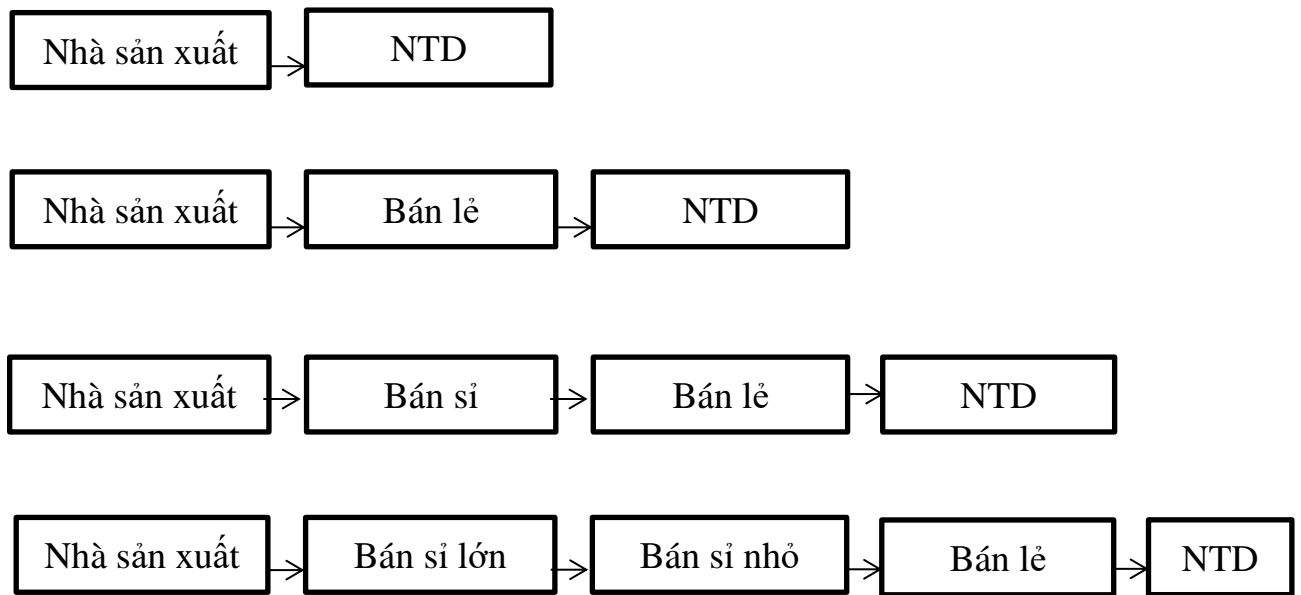 Nhà sản xuất NTD
Nhà sản xuất Bán lẻ NTD
Nhà sản xuất Bán sỉ Bán lẻ NTD
Nhà sản xuất Bán sỉ lớn Bán sỉ nhỏ Bán lẻ NTD